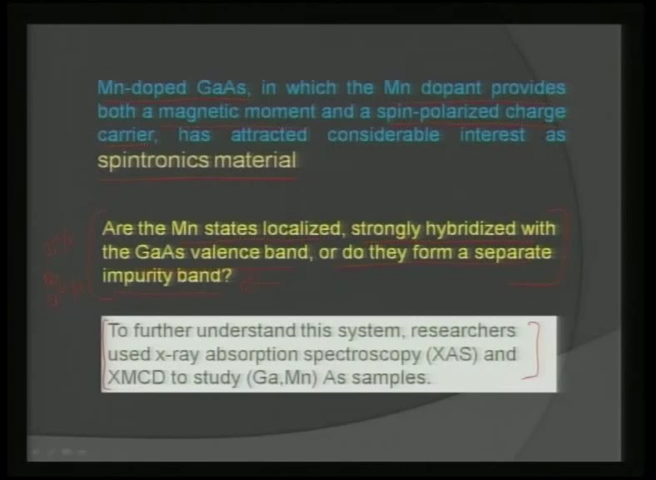 Mn-doped GaAs, in which the Mn dopant provides
both a magnetic moment and a spin-polarized charge
carrier, has attracted considerable interest as
spintronics material
Are the Mn states localized, strongly hybridized with
the GaAs valence band, or do they form a separate
impurity band?
To further understand this system, researchers
used x-ray absorption spectroscopy (XAS) and
XMCD to study (Ga,Mn) As samples.